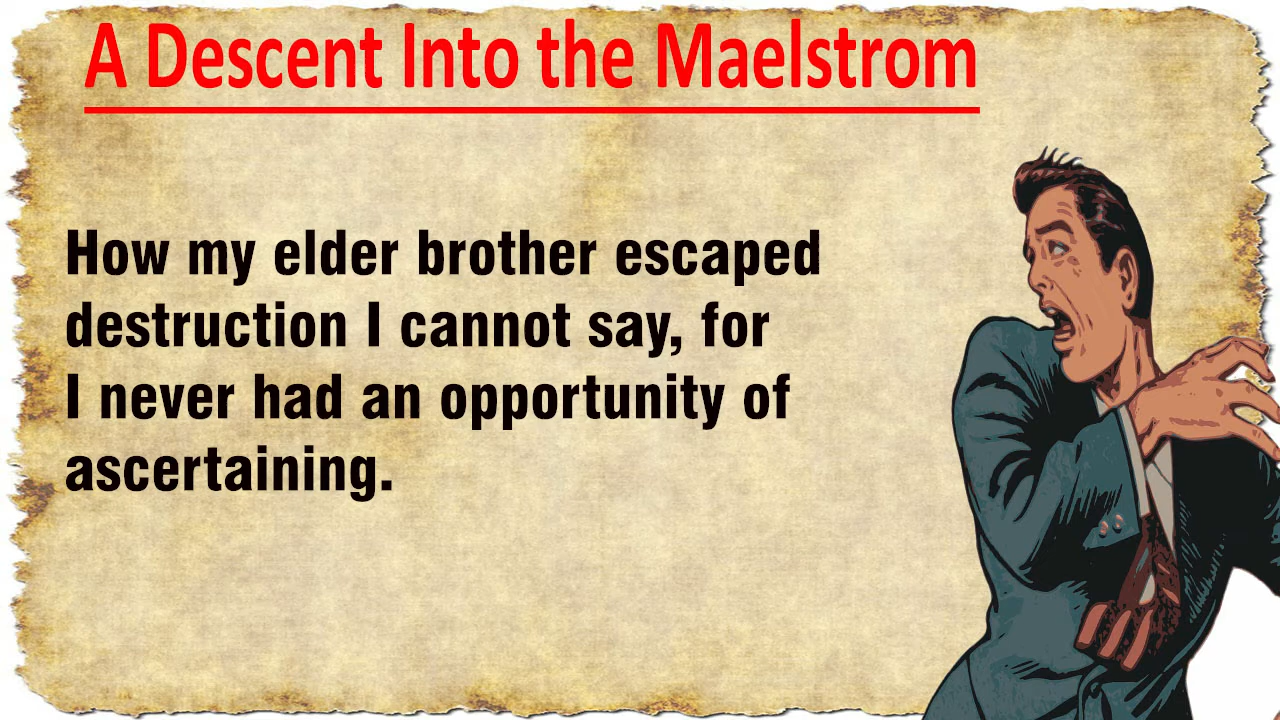 A Descent Into the Maelstrom
How my elder brother escaped
destruction I cannot say, for
I never had an opportunity of
ascertaining.